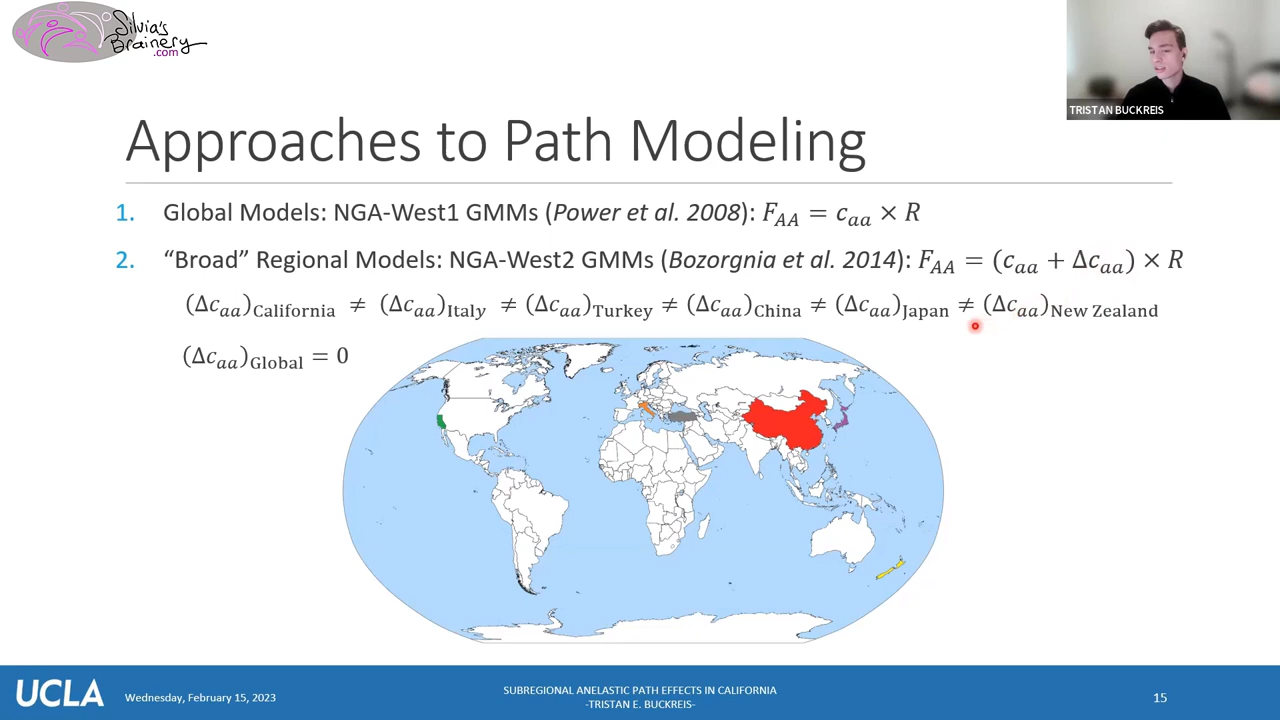 Silvia's
Brainery
.com
TRISTAN BUCKREIS
Approaches to Path Modeling
1. Global Models: NGA-West1 GMMs (Power et al. 2008): F_AA = c_aa × R
2. “Broad” Regional Models: NGA-West2 GMMs (Bozorgnia et al. 2014): F_AA = (c_aa + Δc_aa) × R
(Δc_aa)_California ≠ (Δc_aa)_Italy ≠ (Δc_aa)_Turkey ≠ (Δc_aa)_China ≠ (Δc_aa)_Japan ≠ (Δc_aa)_New Zealand
(Δc_aa)_Global = 0
UCLA
Wednesday, February 15, 2023
SUBREGIONAL ANELASTIC PATH EFFECTS IN CALIFORNIA
-TRISTAN E. BUCKREIS-
15